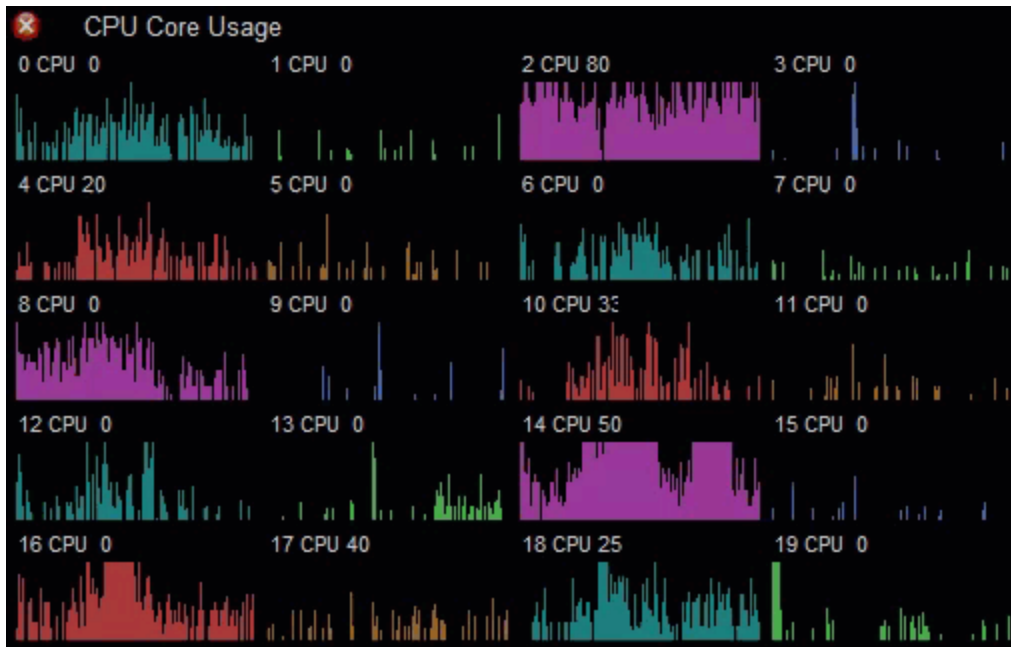 CPU Core Usage
0 CPU 0 1 CPU 0 2 CPU 80 3 CPU 0
4 CPU 20 5 CPU 0 6 CPU 0 7 CPU 0
8 CPU 0 9 CPU 0 10 CPU 33 11 CPU 0
12 CPU 0 13 CPU 0 14 CPU 50 15 CPU 0
16 CPU 0 17 CPU 40 18 CPU 25 19 CPU 0